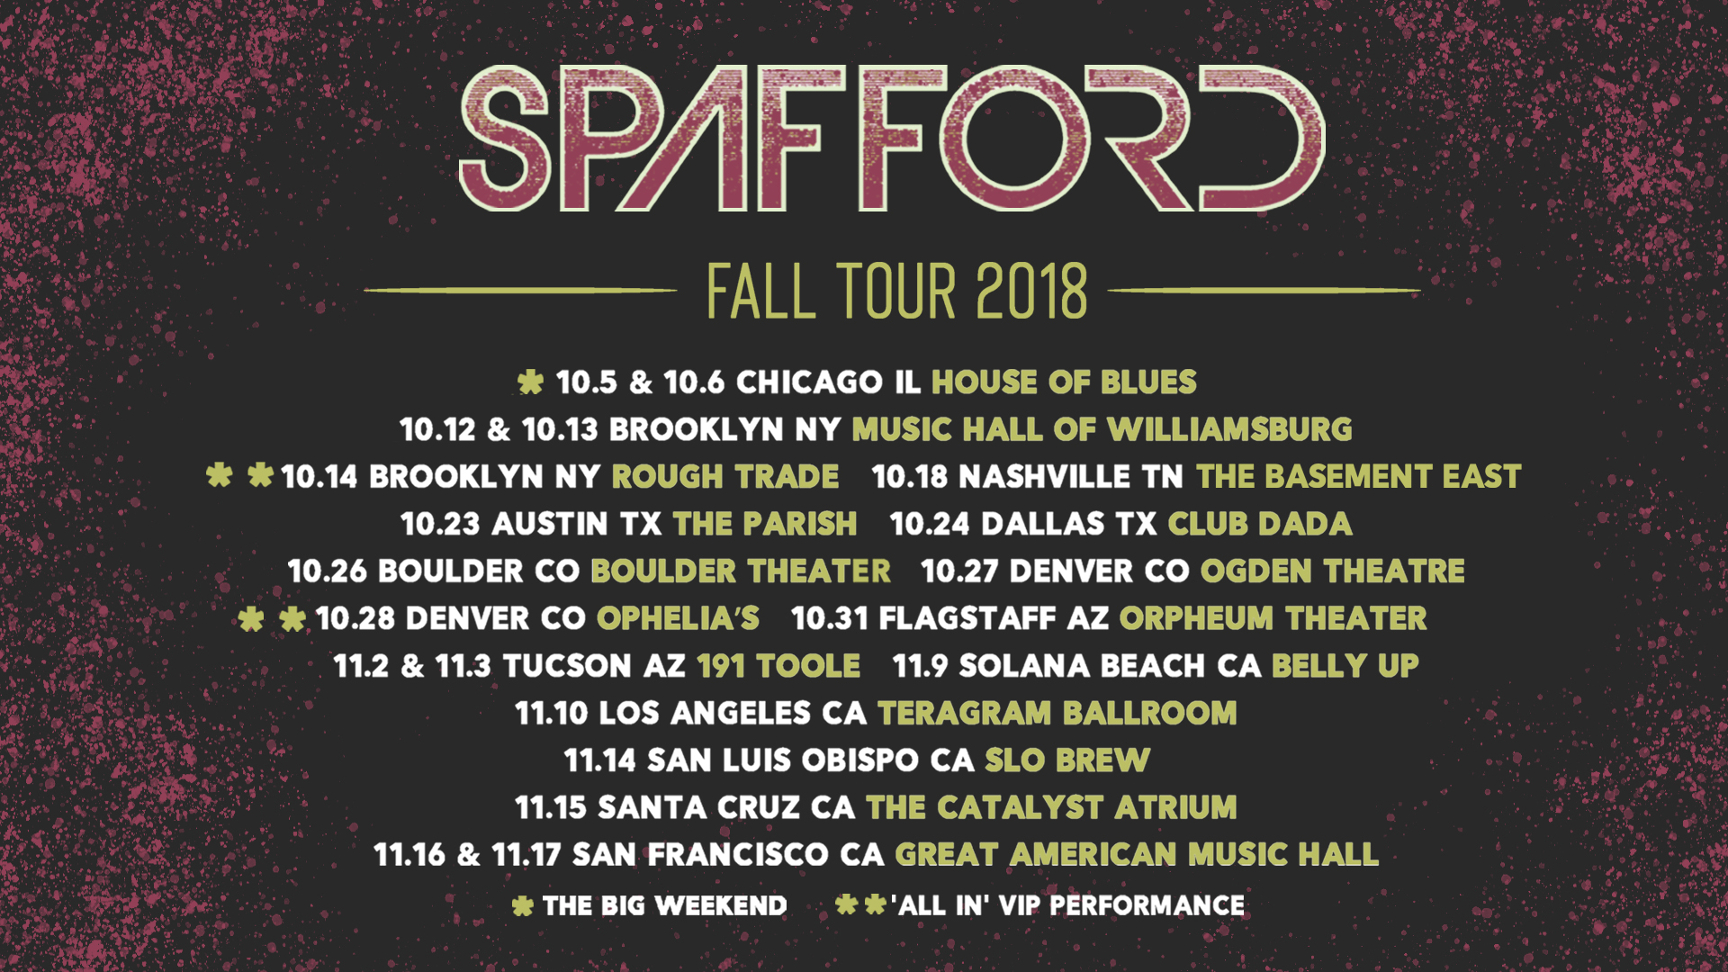 SPAFFORD
FALL TOUR 2018
* 10.5 & 10.6 CHICAGO IL HOUSE OF BLUES
10.12 & 10.13 BROOKLYN NY MUSIC HALL OF WILLIAMSBURG
* * 10.14 BROOKLYN NY ROUGH TRADE 10.18 NASHVILLE TN THE BASEMENT EAST
10.23 AUSTIN TX THE PARISH 10.24 DALLAS TX CLUB DADA
10.26 BOULDER CO BOULDER THEATER 10.27 DENVER CO OGDEN THEATRE
* * 10.28 DENVER CO OPHELIA'S 10.31 FLAGSTAFF AZ ORPHEUM THEATER
11.2 & 11.3 TUCSON AZ 191 TOOLE 11.9 SOLANA BEACH CA BELLY UP
11.10 LOS ANGELES CA TERAGRAM BALLROOM
11.14 SAN LUIS OBISPO CA SLO BREW
11.15 SANTA CRUZ CA THE CATALYST ATRIUM
11.16 & 11.17 SAN FRANCISCO CA GREAT AMERICAN MUSIC HALL
* THE BIG WEEKEND * * 'ALL IN' VIP PERFORMANCE